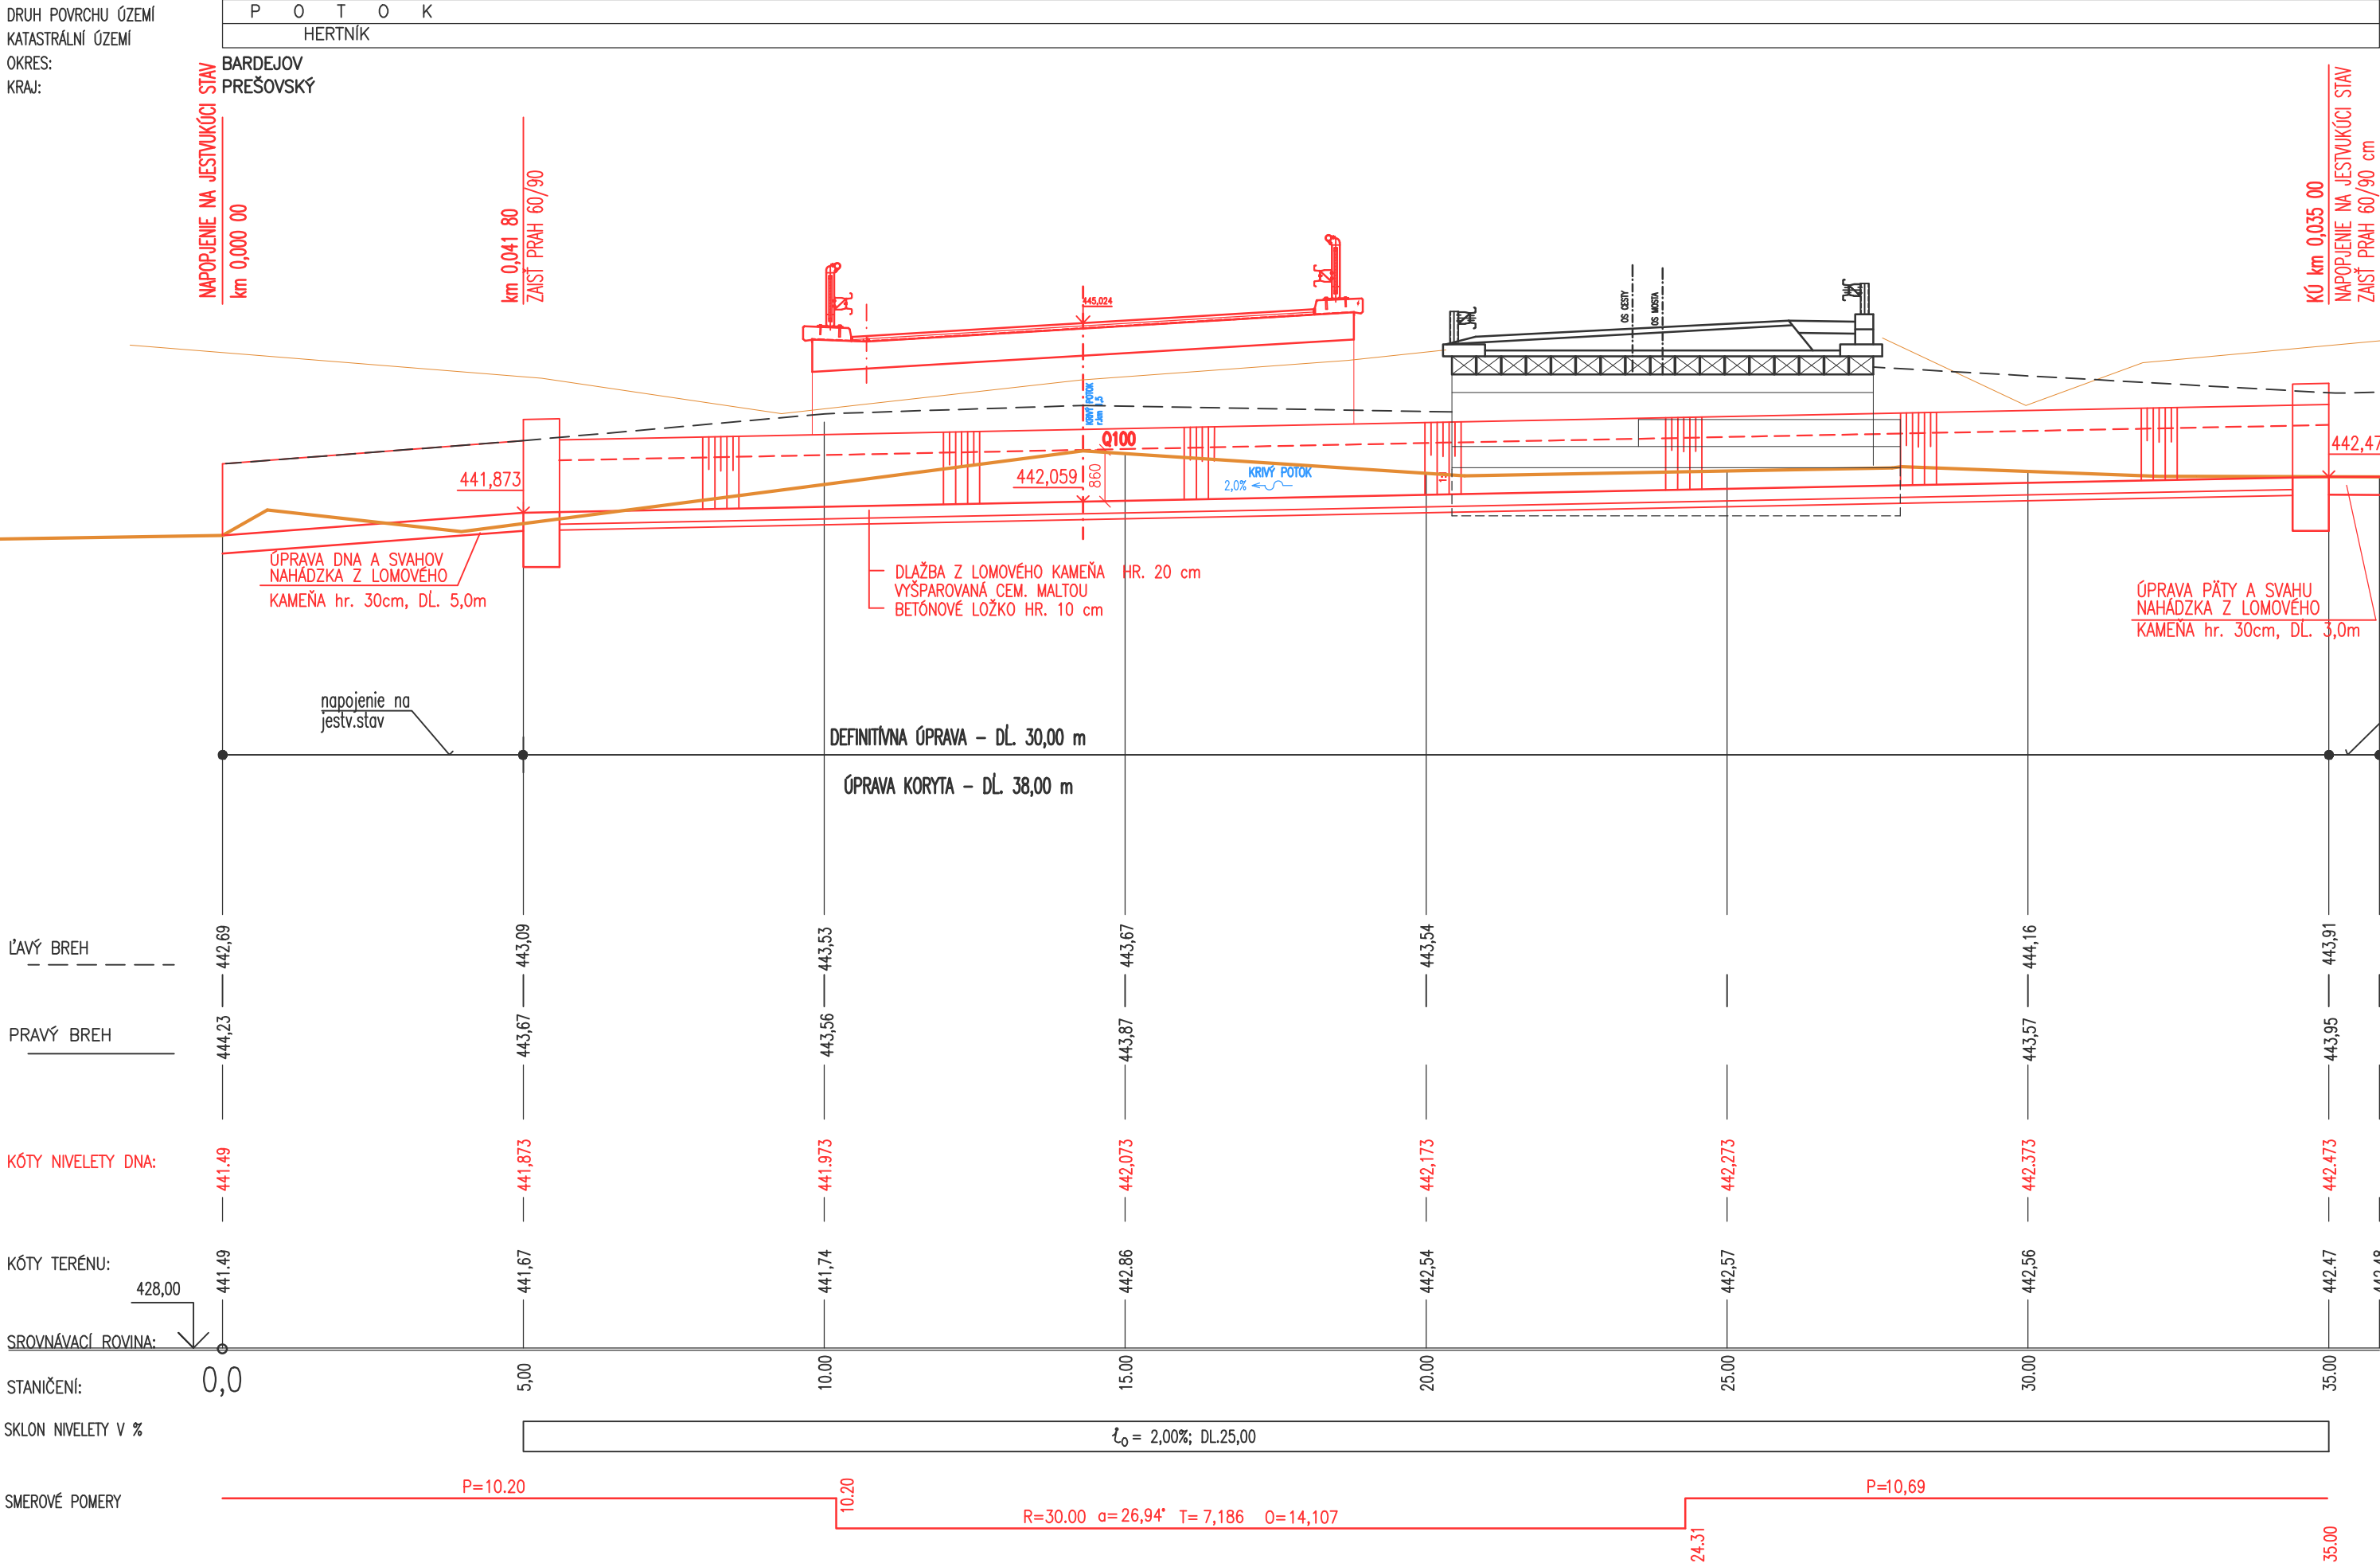 DRUH POVRCHU ÚZEMÍ
P O T O K
KATASTRÁLNÍ ÚZEMÍ
HERTNÍK
OKRES:
BARDEJOV
KRAJ:
PREŠOVSKÝ
NAPOPJENIE NA JESTVUKÚCI STAV
km 0,000 00
km 0,041 80
ZAISŤ PRAH 60/90
KÚ km 0,035 00
NAPOPJENIE NA JESTVUKÚCI STAV
ZAISŤ PRAH 60/90 cm
445,024
OS CESTY
OS MOSTA
KRIVÝ POTOK
Q100
441,873
442,059
860
KRIVÝ POTOK
2,0%
442,47
ÚPRAVA DNA A SVAHOV
NAHÁDZKA Z LOMOVÉHO
KAMEŇA hr. 30cm, DĹ. 5,0m
DLAŽBA Z LOMOVÉHO KAMEŇA HR. 20 cm
VYŠPAROVANÁ CEM. MALTOU
BETÓNOVÉ LOŽKO HR. 10 cm
ÚPRAVA PÄTY A SVAHU
NAHÁDZKA Z LOMOVÉHO
KAMEŇA hr. 30cm, DĹ. 3,0m
napojenie na
jestv.stav
DEFINITÍVNA ÚPRAVA – DĹ. 30,00 m
ÚPRAVA KORYTA – DĹ. 38,00 m
ĽAVÝ BREH
442,69 443,09 443,53 443,67 443,54 444,16 443,91
PRAVÝ BREH
444,23 443,67 443,56 443,87 443,57 443,95
KÓTY NIVELETY DNA:
441.49 441,873 441.973 442,073 442,173 442,273 442.373 442.473
KÓTY TERÉNU:
441.49 441,67 441,74 442.86 442,54 442,57 442,56 442.47
428,00
SROVNÁVACÍ ROVINA:
STANIČENÍ:
0,0 5,00 10.00 15.00 20.00 25.00 30.00 35.00
SKLON NIVELETY V %
i₀ = 2,00%; DL.25,00
SMEROVÉ POMERY
P=10.20
10.20
R=30.00 a=26,94° T= 7,186 O=14,107
24.31
P=10,69
35.00